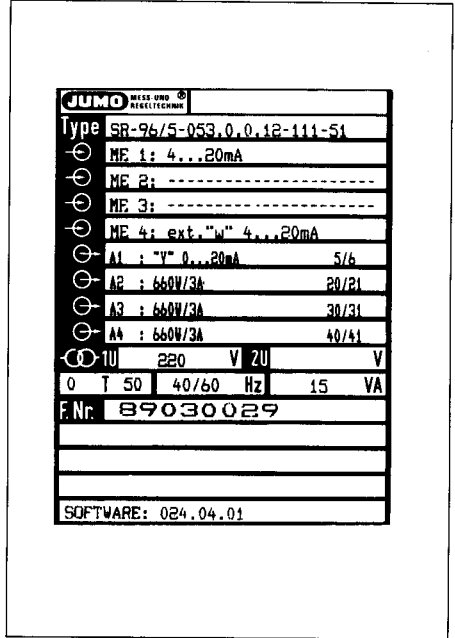 JUMO MESS-UND REGELTECHNIK ®
Type SR-96/5-053,0,0,12-111-51
ME 1: 4...20mA
ME 2: -----------------------
ME 3: -----------------------
ME 4: ext."w" 4...20mA
A1 : "Y" 0...20mA 5/6
A2 : 660W/3A 20/21
A3 : 660W/3A 30/31
A4 : 660W/3A 40/41
1U 220 V 2U V
0 T 50 40/60 Hz 15 VA
F.Nr. 89030029
SOFTWARE: 024.04.01